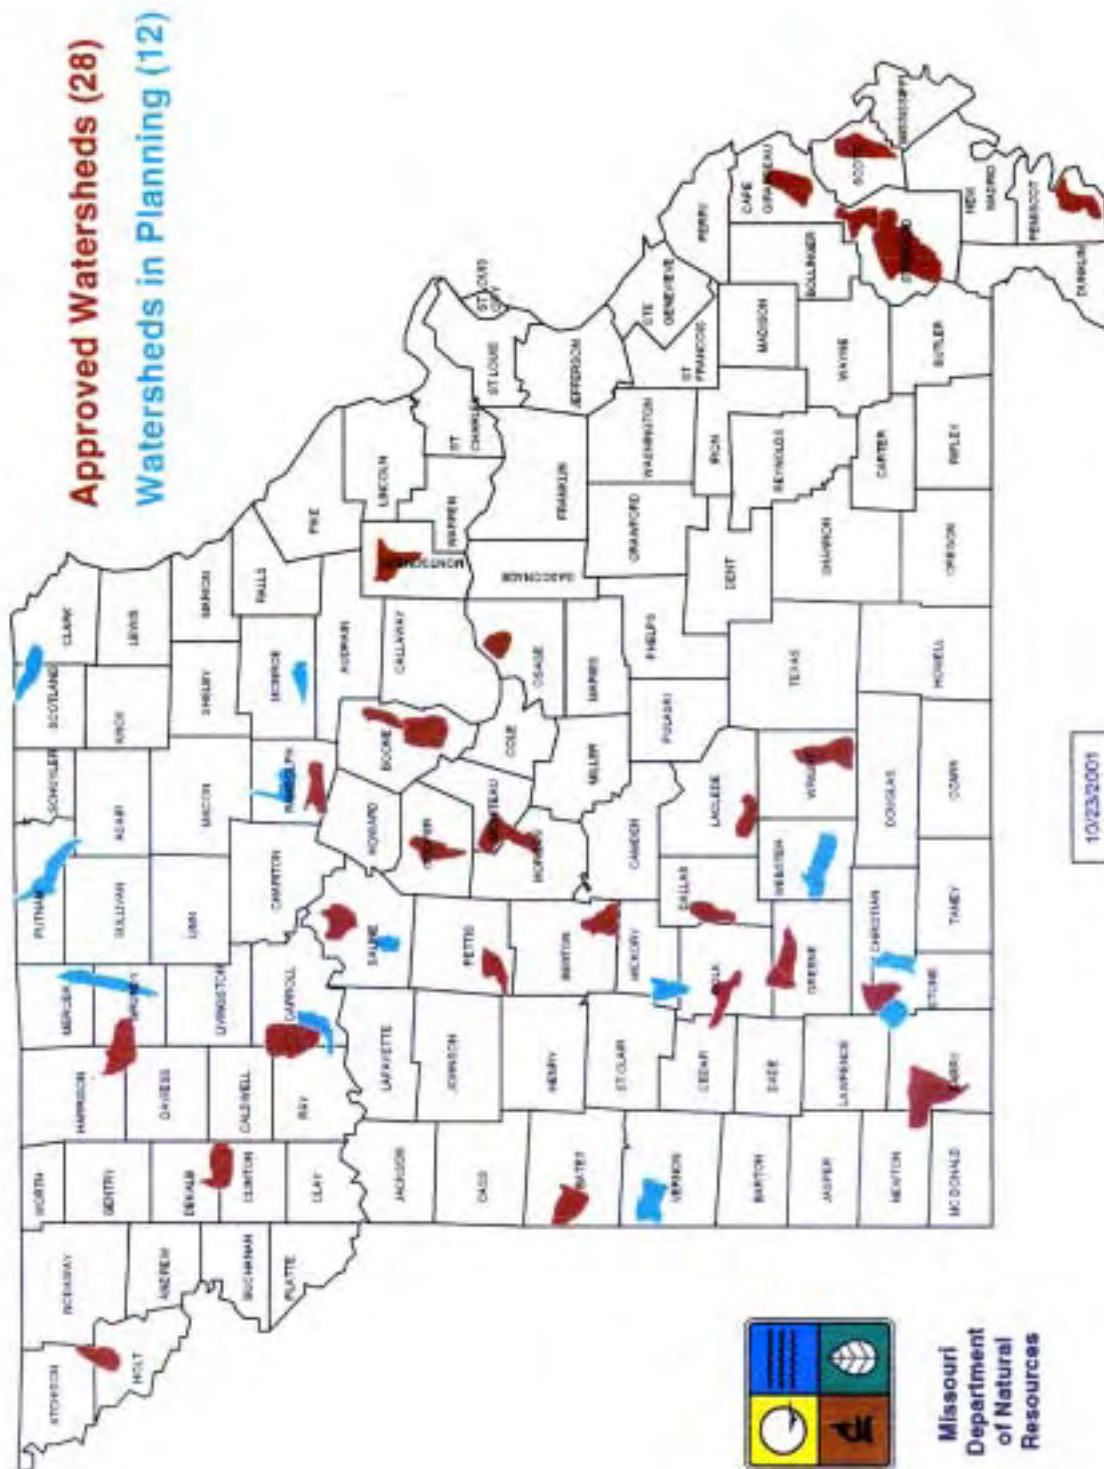 Approved Watersheds (28)
Watersheds in Planning (12)
ATCHISON
NODAWAY
WORTH
HARRISON
MERCER
PUTNAM
SCHUYLER
SCOTLAND
CLARK
HOLT
ANDREW
GENTRY
DEKALB
DAVIESS
GRUNDY
SULLIVAN
ADAIR
KNOX
LEWIS
BUCHANAN
CLINTON
CALDWELL
LIVINGSTON
LINN
MACON
SHELBY
MARION
PLATTE
CLAY
RAY
CARROLL
CHARITON
RANDOLPH
MONROE
RALLS
PIKE
JACKSON
LAFAYETTE
SALINE
HOWARD
BOONE
AUDRAIN
CALLAWAY
MONTGOMERY
LINCOLN
WARREN
ST
CHARLES
ST LOUIS
ST LOUIS
CITY
CASS
JOHNSON
PETTIS
COOPER
MONITEAU
MORGAN
COLE
OSAGE
GASCONADE
FRANKLIN
JEFFERSON
BATES
HENRY
BENTON
MILLER
MARIES
CAMDEN
PHELPS
CRAWFORD
WASHINGTON
STE
GENEVIEVE
ST
FRANCOIS
PERRY
VERNON
ST CLAIR
HICKORY
DALLAS
LACLEDE
PULASKI
DENT
IRON
MADISON
BOLLINGER
CAPE
GIRARDEAU
BARTON
CEDAR
POLK
DADE
GREENE
WEBSTER
WRIGHT
TEXAS
SHANNON
REYNOLDS
WAYNE
SCOTT
MISSISSIPPI
STODDARD
JASPER
LAWRENCE
CHRISTIAN
DOUGLAS
HOWELL
OREGON
CARTER
RIPLEY
BUTLER
NEW
MADRID
PEMISCOT
DUNKLIN
NEWTON
MCDONALD
BARRY
STONE
TANEY
OZARK
Missouri
Department
of Natural
Resources
10/23/2001